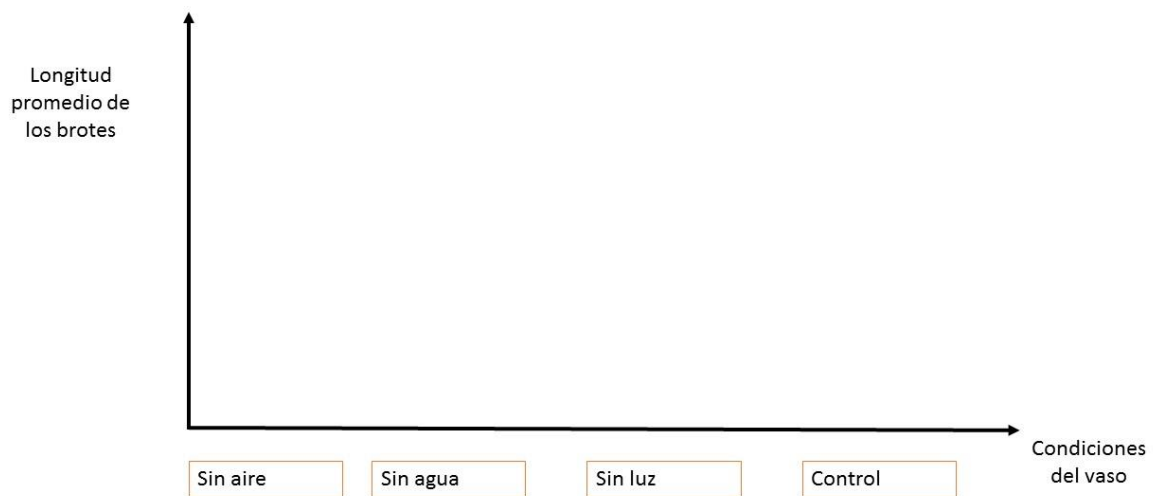 Longitud
promedio de
los brotes
Condiciones
del vaso
Sin aire
Sin agua
Sin luz
Control